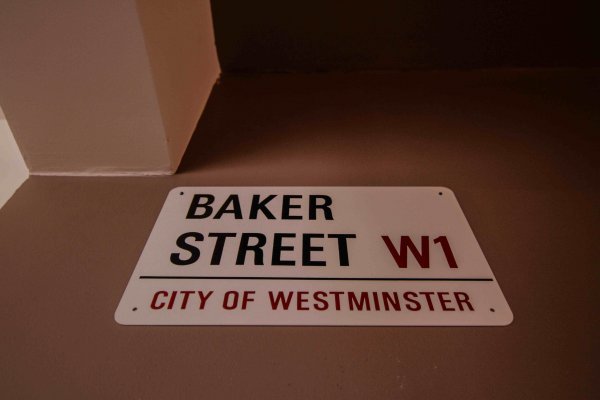 BAKER
STREET W1
CITY OF WESTMINSTER